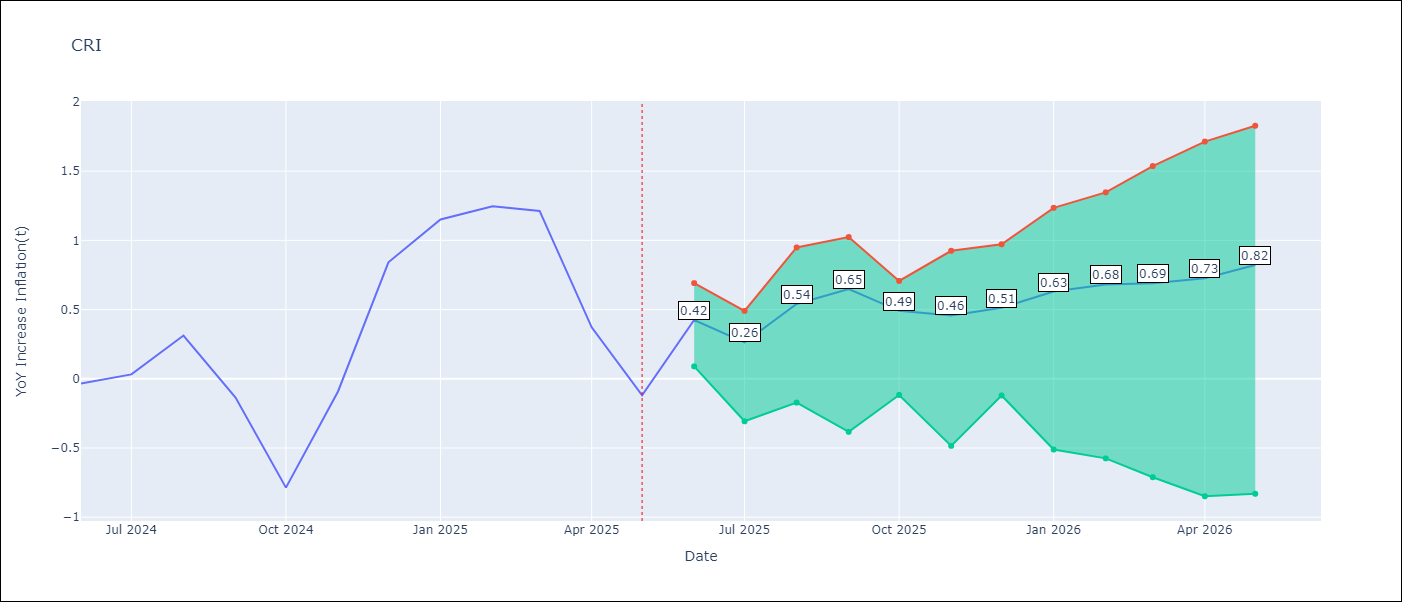 CRI
YoY Increase Inflation(t)
2
1.5
1
0.5
0
−0.5
−1
0.42
0.26
0.54
0.65
0.49
0.46
0.51
0.63
0.68
0.69
0.73
0.82
Jul 2024
Oct 2024
Jan 2025
Apr 2025
Jul 2025
Oct 2025
Jan 2026
Apr 2026
Date